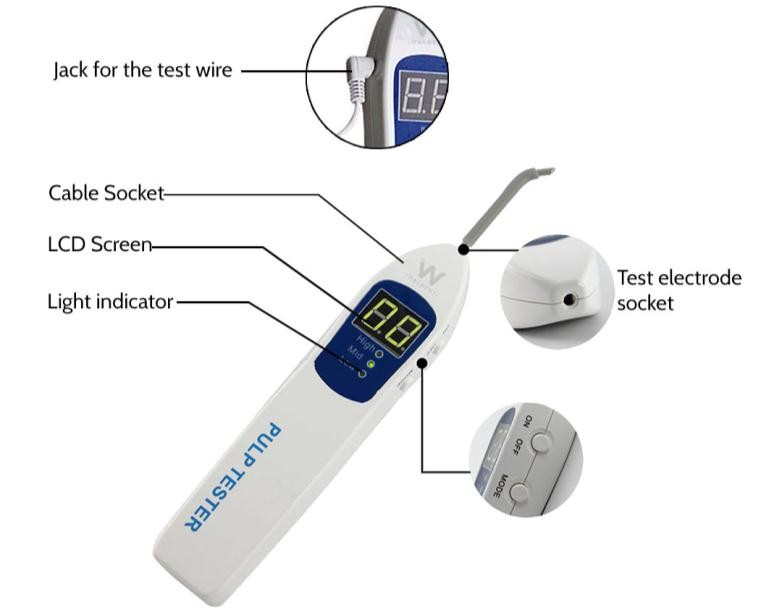 Jack for the test wire
Cable Socket
LCD Screen
Light indicator
Test electrode
socket
W
High
Mid
Low
PULP TESTER
ON
OFF
MODE